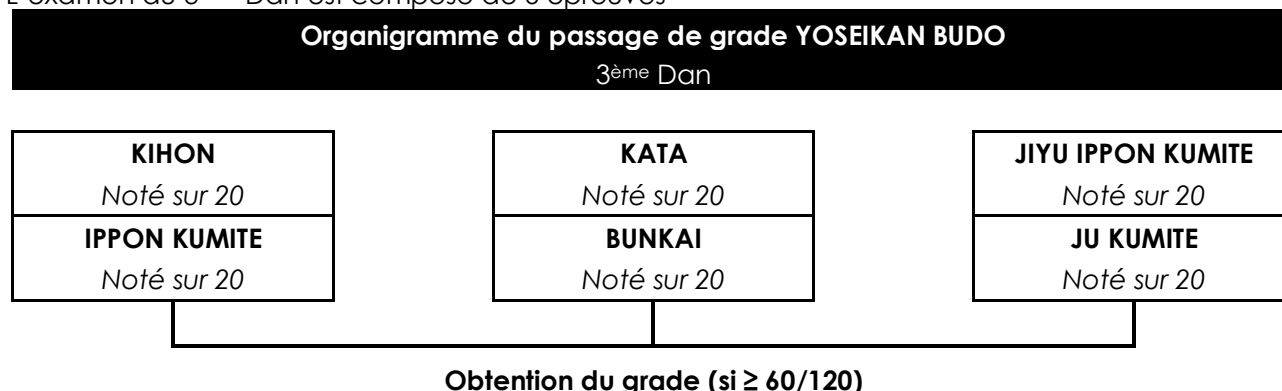 Organigramme du passage de grade YOSEIKAN BUDO
3ème Dan
KIHON
Noté sur 20
IPPON KUMITE
Noté sur 20
KATA
Noté sur 20
BUNKAI
Noté sur 20
JIYU IPPON KUMITE
Noté sur 20
JU KUMITE
Noté sur 20
Obtention du grade (si ≥ 60/120)